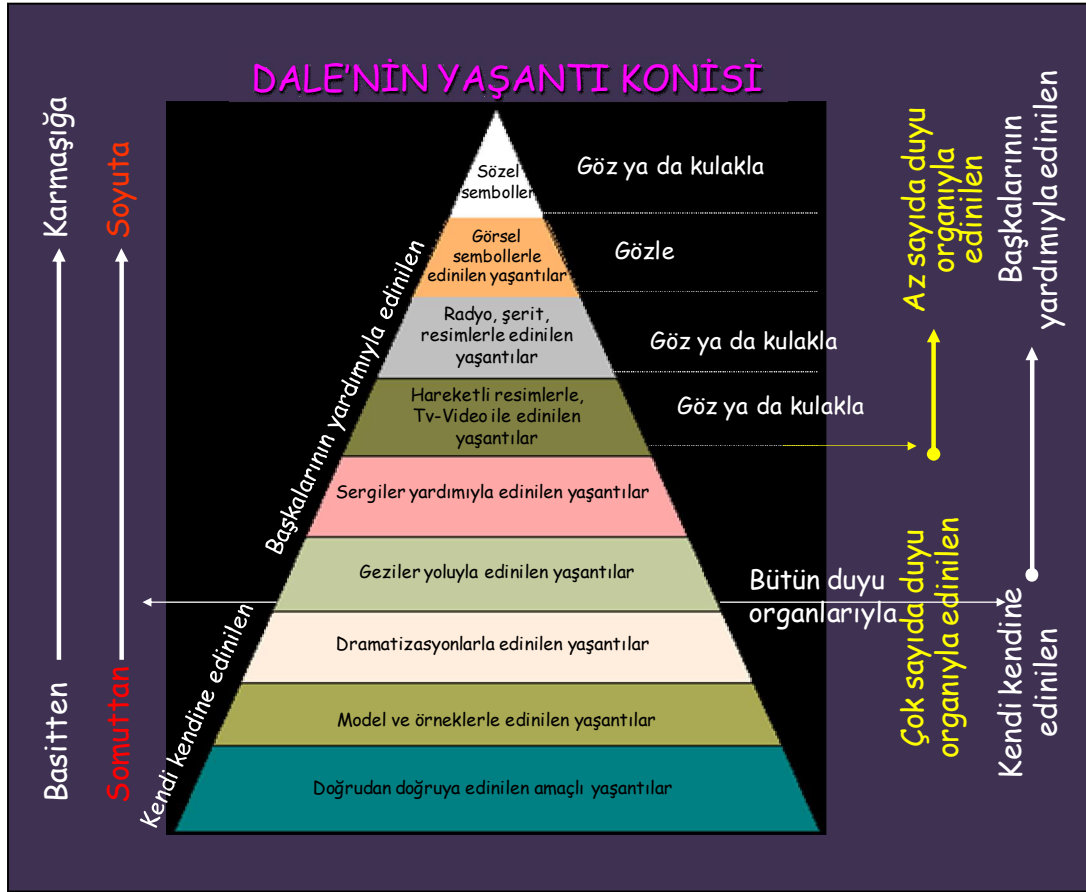 DALE’NİN YAŞANTI KONİSİ
Karmaşığa
Basitten
Soyuta
Somuttan
Başkalarının yardımıyla edinilen
Kendi kendine edinilen
Sözel
semboller
Göz ya da kulakla
Görsel
sembollerle
edinilen yaşantılar
Gözle
Radyo, şerit,
resimlerle edinilen
yaşantılar
Göz ya da kulakla
Hareketli resimlerle,
Tv-Video ile edinilen
yaşantılar
Göz ya da kulakla
Sergiler yardımıyla edinilen yaşantılar
Geziler yoluyla edinilen yaşantılar
Bütün duyu
organlarıyla
Dramatizasyonlarla edinilen yaşantılar
Model ve örneklerle edinilen yaşantılar
Doğrudan doğruya edinilen amaçlı yaşantılar
Az sayıda duyu
organıyla
edinilen
Çok sayıda duyu
organıyla edinilen
Başkalarının
yardımıyla edinilen
Kendi kendine
edinilen